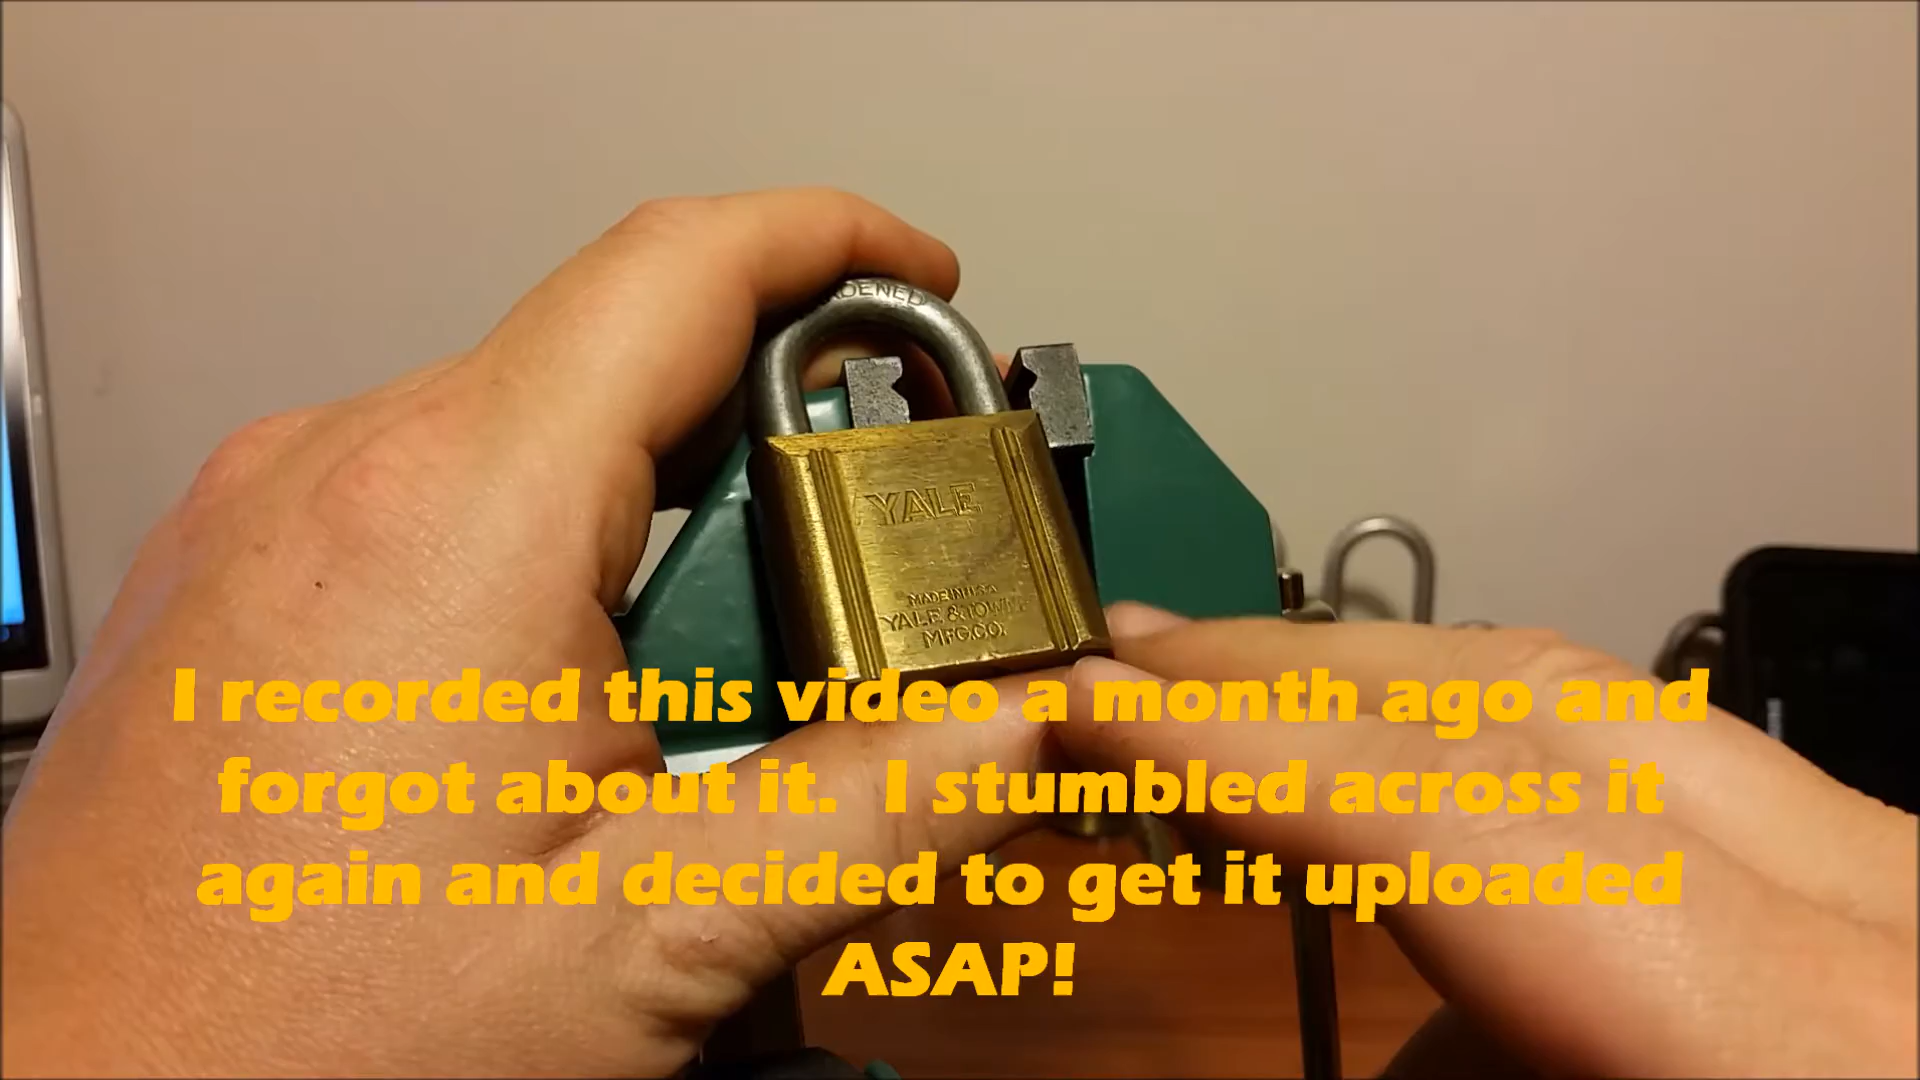 YALE
MADE IN U.S.A.
YALE & TOWNE
MFG.CO.
I recorded this video a month ago and
forgot about it. I stumbled across it
again and decided to get it uploaded
ASAP!